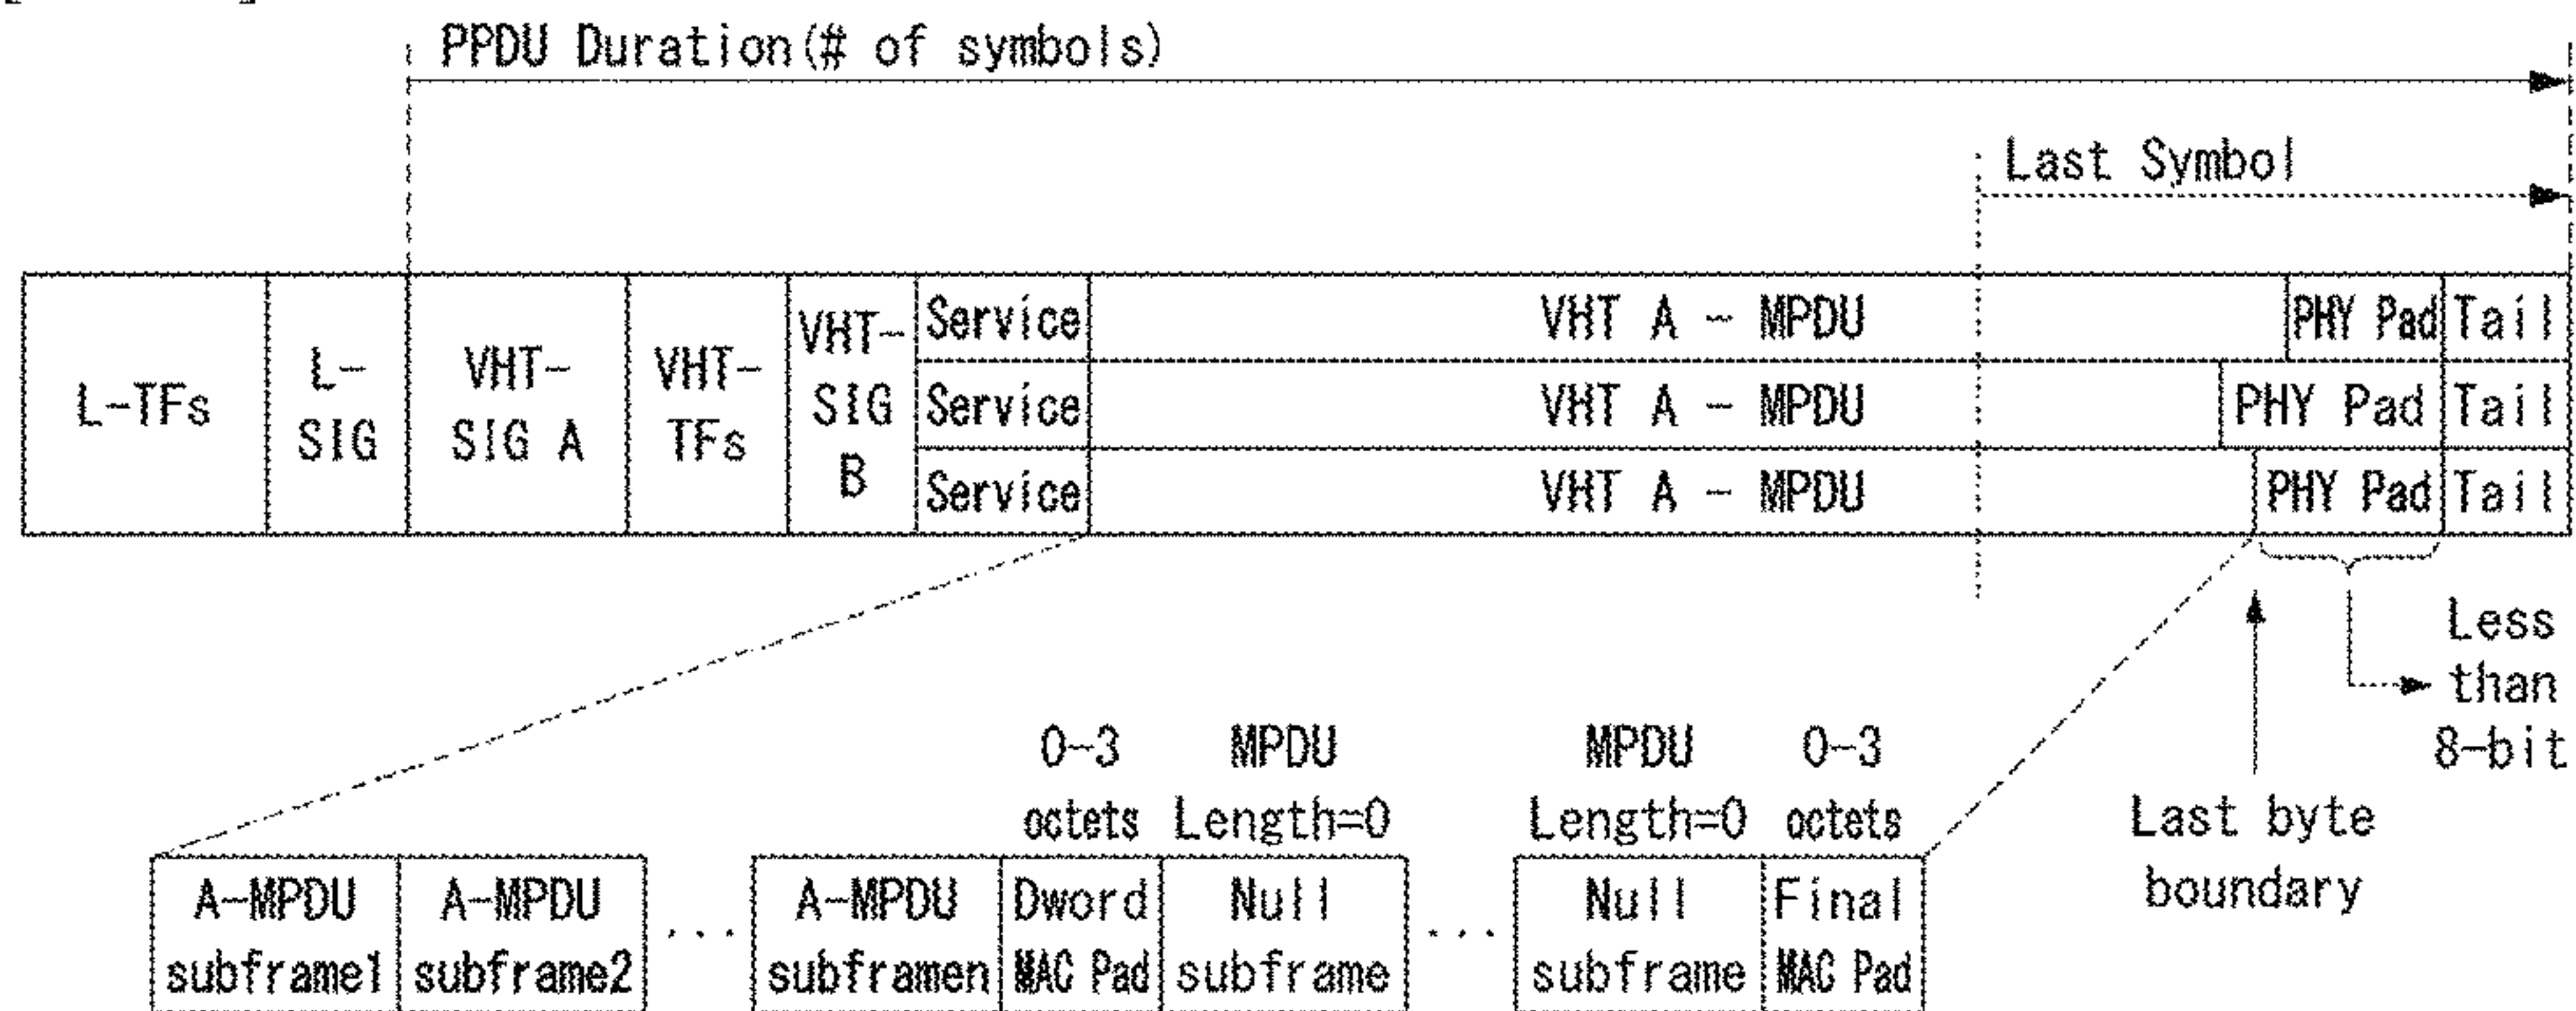 PPDU Duration(# of symbols)
Last Symbol
L-TFs
L-
SIG
VHT-
SIG A
VHT-
TFs
VHT-
SIG
B
Service VHT A - MPDU PHY Pad Tail
Service VHT A - MPDU PHY Pad Tail
Service VHT A - MPDU PHY Pad Tail
Less
than
8-bit
Last byte
boundary
0-3
octets
MPDU
Length=0
MPDU
Length=0
0-3
octets
A-MPDU
subframe1
A-MPDU
subframe2
...
A-MPDU
subframen
Dword
MAC Pad
Null
subframe
...
Null
subframe
Final
MAC Pad